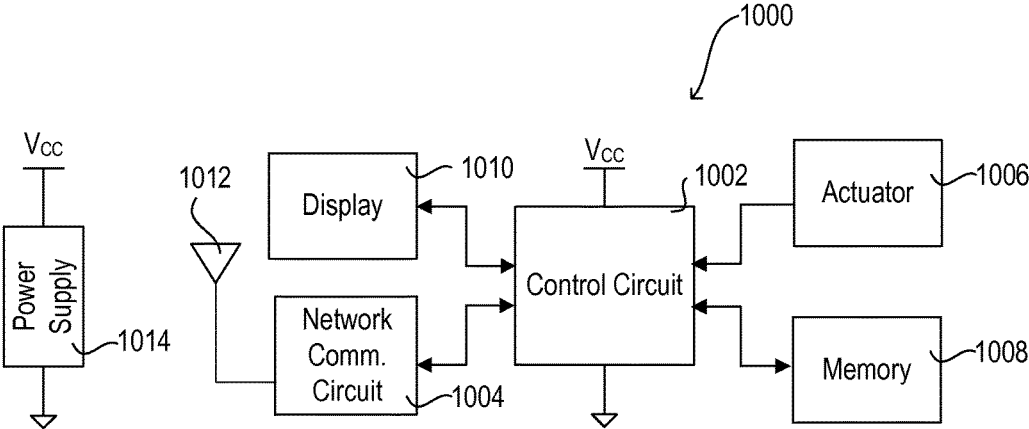 1000
VCC
Power
Supply
1014
1012
Display
1010
Network
Comm.
Circuit
1004
VCC
1002
Control Circuit
Actuator
1006
Memory
1008